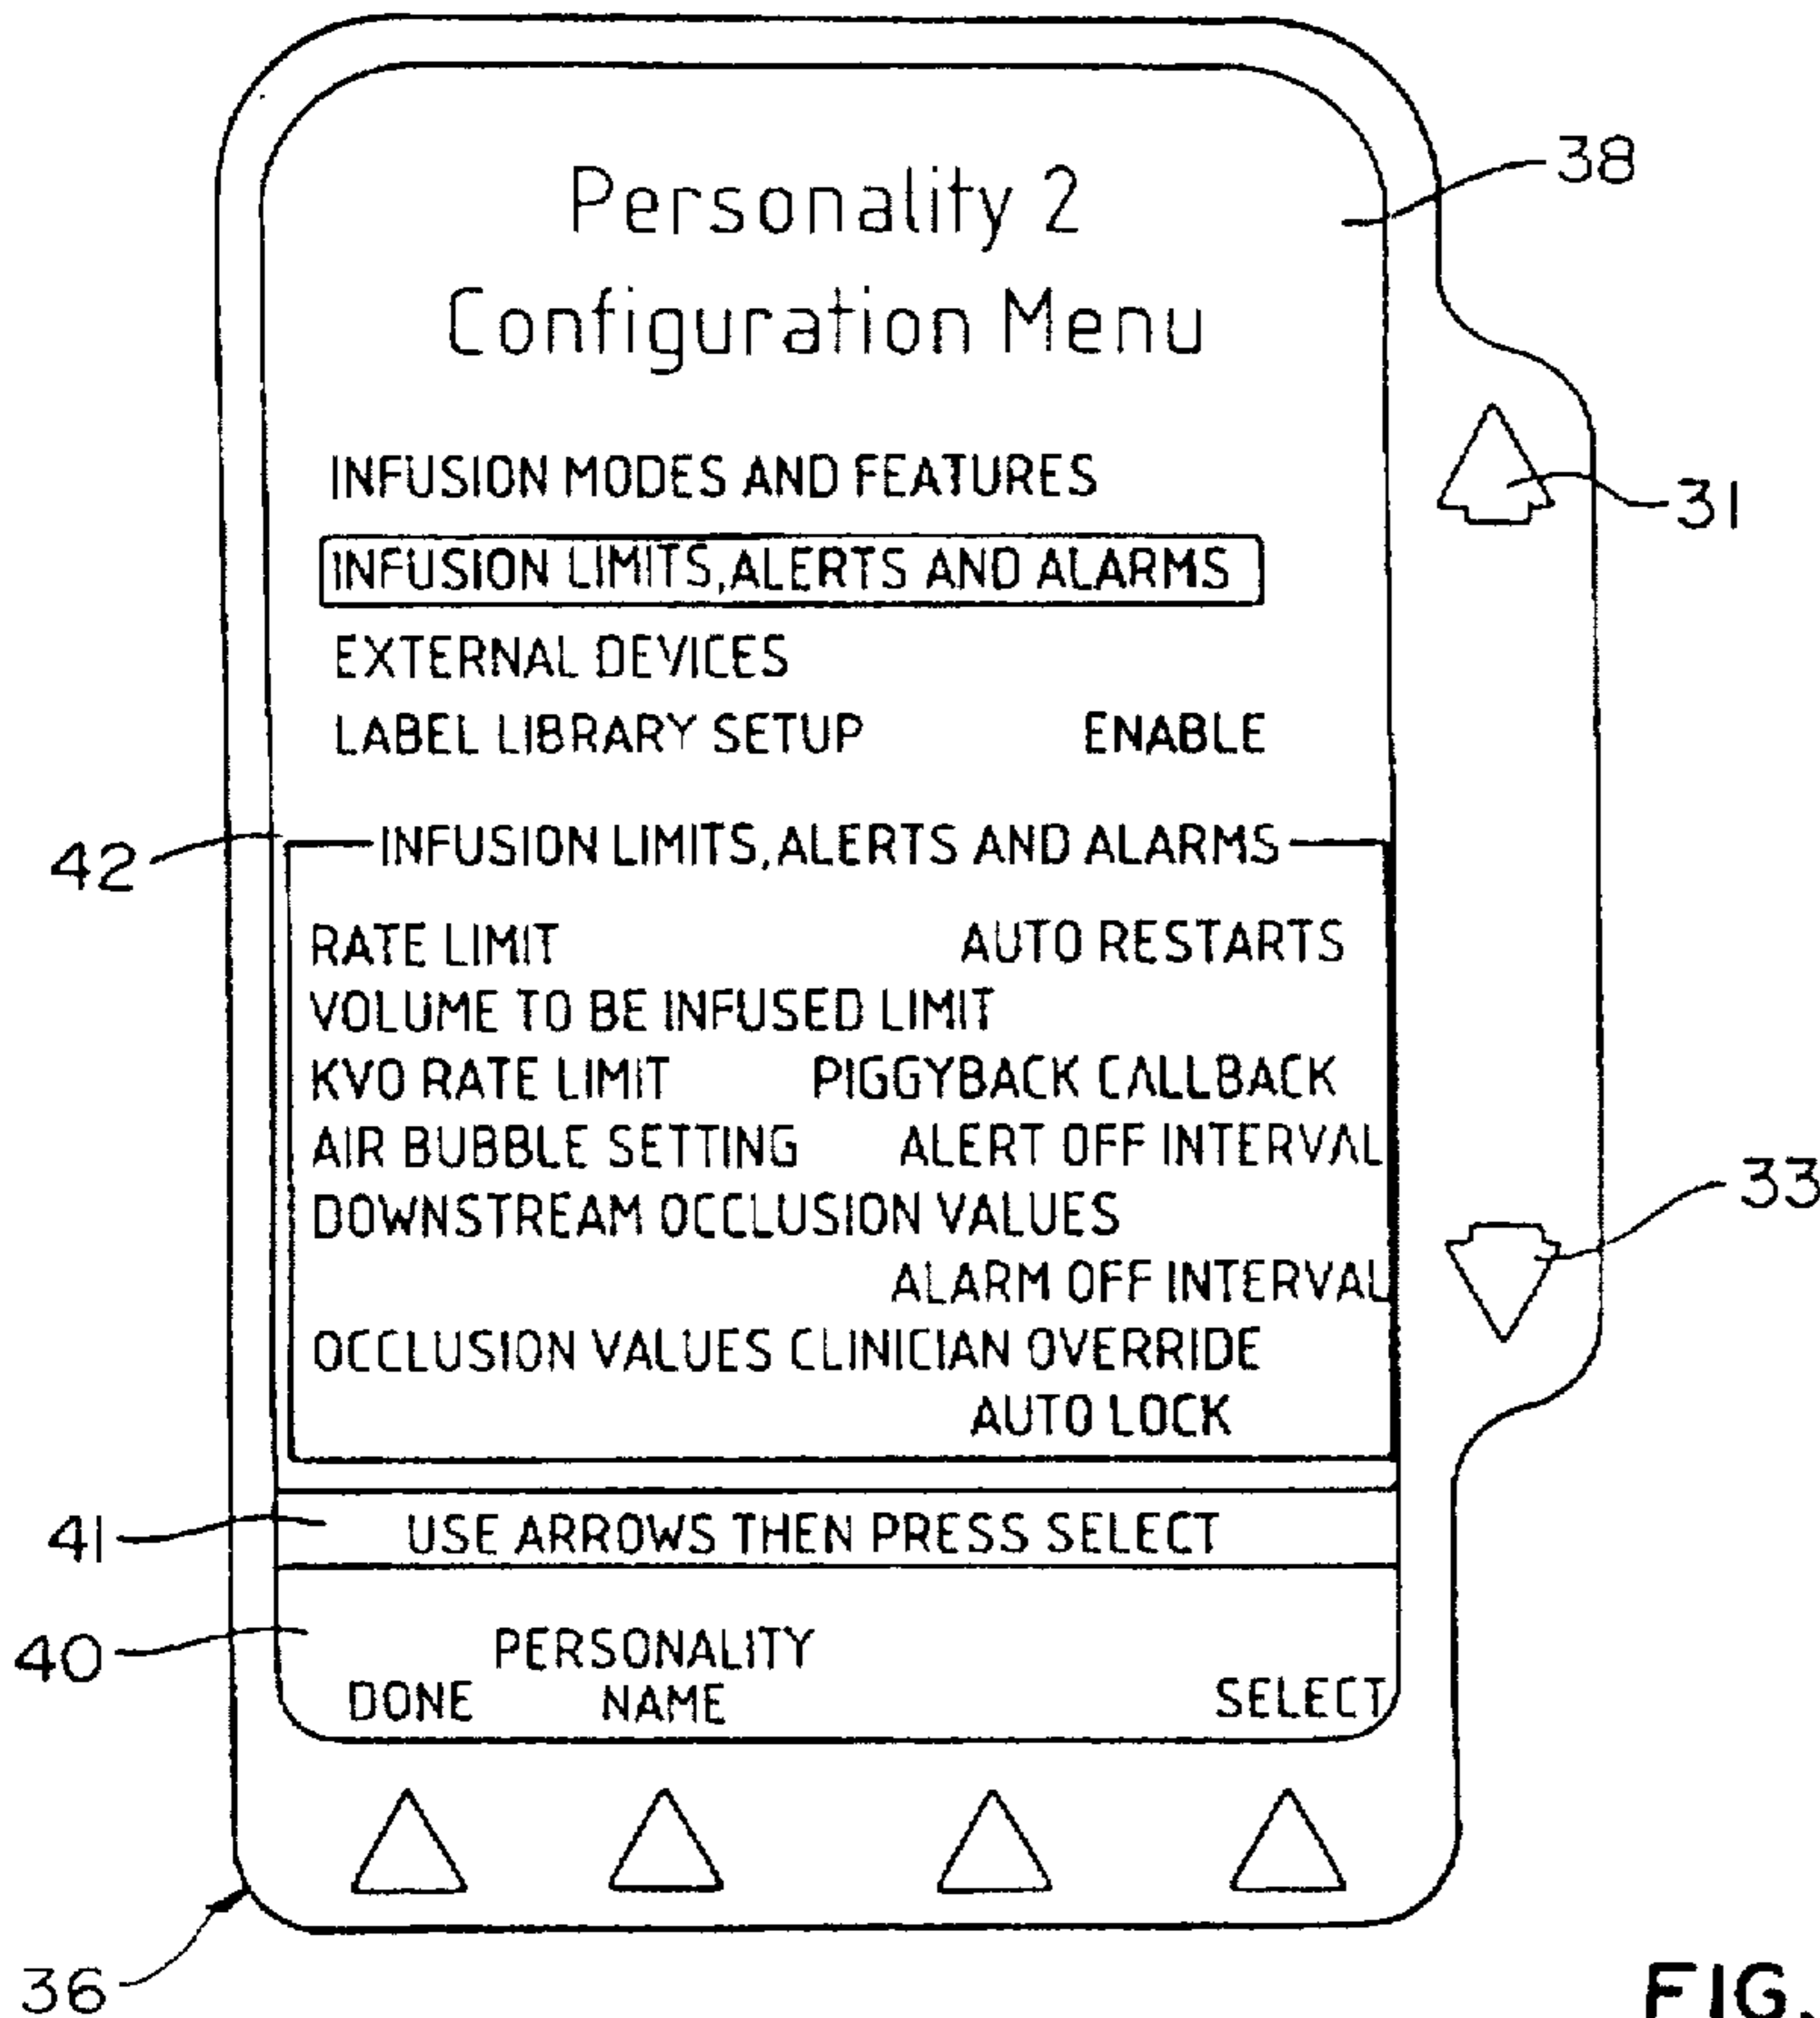 Personality 2
Configuration Menu
38
INFUSION MODES AND FEATURES
31
INFUSION LIMITS, ALERTS AND ALARMS
EXTERNAL DEVICES
LABEL LIBRARY SETUP ENABLE
42
INFUSION LIMITS, ALERTS AND ALARMS
RATE LIMIT AUTO RESTARTS
VOLUME TO BE INFUSED LIMIT
KVO RATE LIMIT PIGGYBACK CALLBACK
AIR BUBBLE SETTING ALERT OFF INTERVAL
33
DOWNSTREAM OCCLUSION VALUES
ALARM OFF INTERVAL
OCCLUSION VALUES CLINICIAN OVERRIDE
AUTO LOCK
41
USE ARROWS THEN PRESS SELECT
40
PERSONALITY
DONE NAME SELECT
36
FIG.